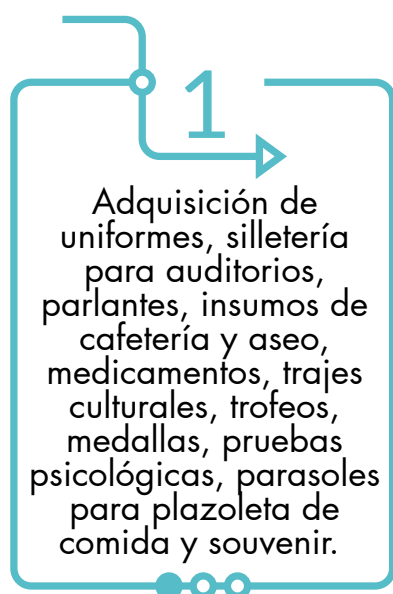 1
Adquisición de
uniformes, silletería
para auditorios,
parlantes, insumos de
cafetería y aseo,
medicamentos, trajes
culturales, trofeos,
medallas, pruebas
psicológicas, parasoles
para plazoleta de
comida y souvenir.